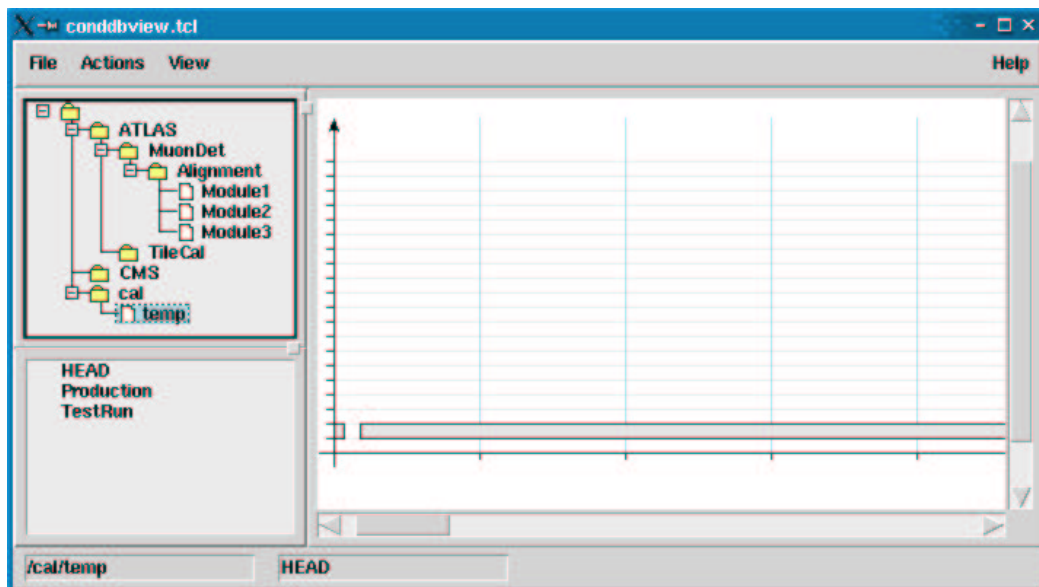 conddbview.tcl
File Actions View Help
ATLAS
MuonDet
Alignment
Module1
Module2
Module3
TileCal
CMS
cal
temp
HEAD
Production
TestRun
/cal/temp HEAD